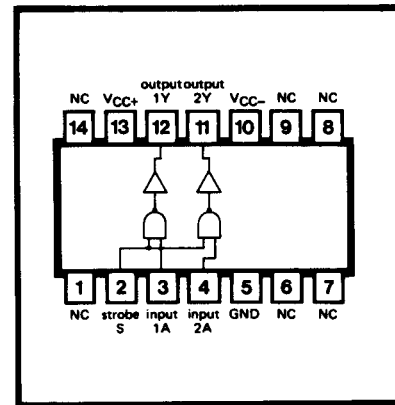 output output
NC VCC+ 1Y 2Y VCC– NC NC
14 13 12 11 10 9 8
1 2 3 4 5 6 7
NC strobe input input GND NC NC
S 1A 2A